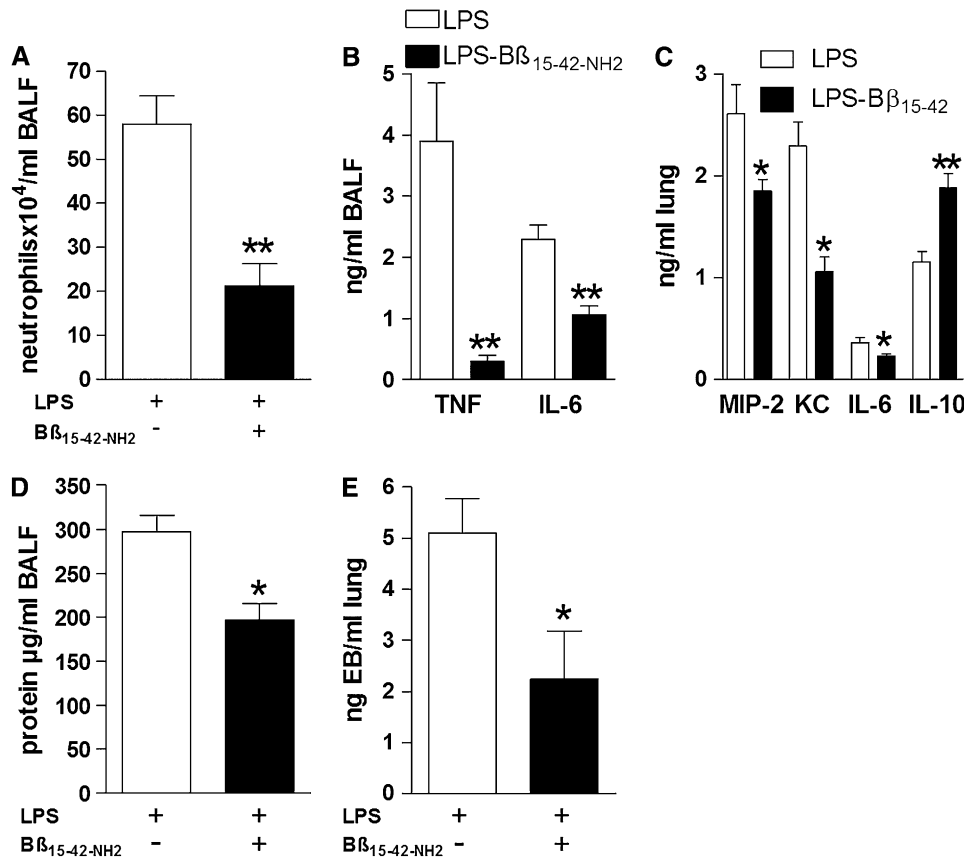 A
neutrophilsx10⁴/ml BALF
70
60
50
40
30
20
10
0
**
LPS + +
Bß15-42-NH2 - +
LPS
LPS-Bß15-42-NH2
B
ng/ml BALF
5
4
3
2
1
0
**
**
TNF IL-6
C
LPS
LPS-Bβ15-42
ng/ml lung
3
2
1
0
*
*
*
**
MIP-2 KC IL-6 IL-10
D
protein µg/ml BALF
350
300
250
200
150
100
50
0
*
LPS + +
Bß15-42-NH2 - +
E
ng EB/ml lung
6
5
4
3
2
1
0
*
LPS + +
Bß15-42-NH2 - +